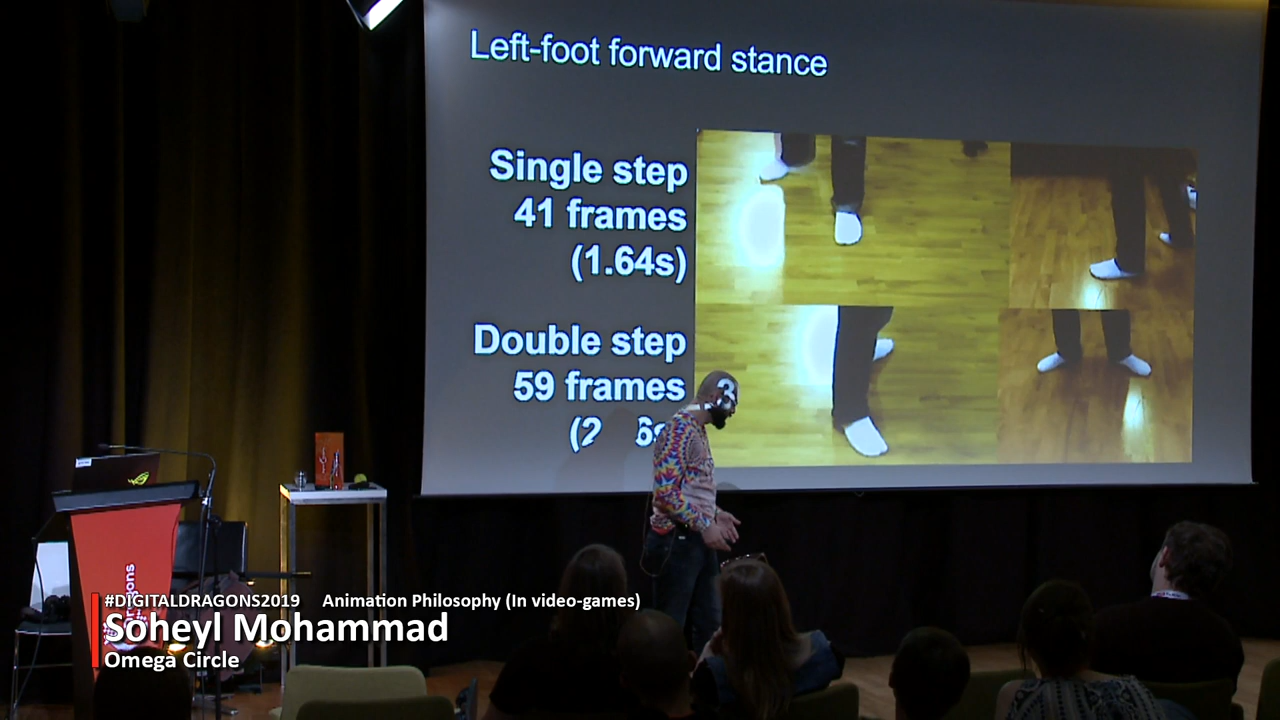 Left-foot forward stance
Single step
41 frames
(1.64s)
Double step
59 frames
#DIGITALDRAGONS2019 Animation Philosophy (In video-games)
Soheyl Mohammad
Omega Circle